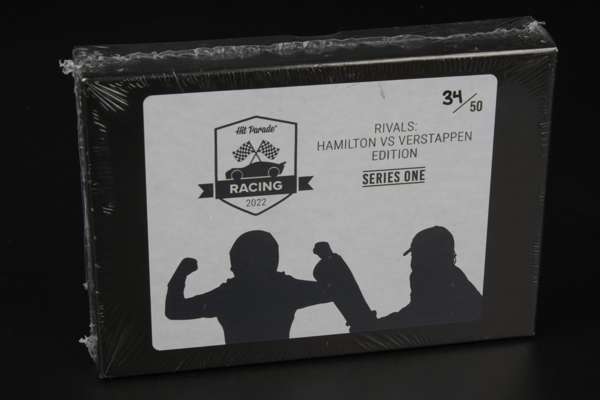 34/50
Hit Parade
RACING
2022
RIVALS:
HAMILTON VS VERSTAPPEN
EDITION
SERIES ONE